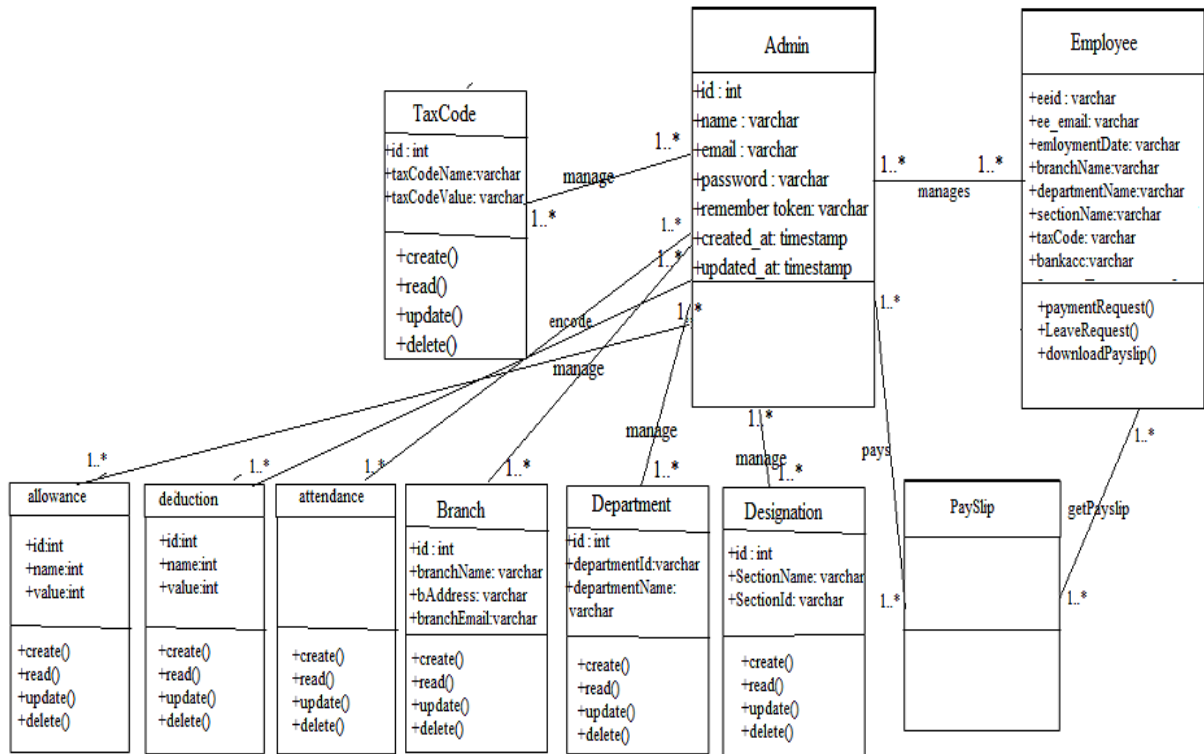 TaxCode
+id : int
+taxCodeName:varchar
+taxCodeValue: varchar
+create()
+read()
+update()
+delete()
Admin
+id : int
+name : varchar
+email : varchar
+password : varchar
+remember token: varchar
+created_at: timestamp
+updated_at: timestamp
Employee
+eeid : varchar
+ee_email: varchar
+emloymentDate: varchar
+branchName:varchar
+departmentName:varchar
+sectionName:varchar
+taxCode: varchar
+bankacc:varchar
+paymentRequest()
+LeaveRequest()
+downloadPayslip()
1..*
manage
1..*
1..*
1..*
manages
1..*
1..*
1..*
encode
manage
1..*
manage
1..*
manage
1..*
pays
1..*
getPayslip
1..*
1..*
1..*
1..*
1..*
1..*
1..
1..*
1..*
allowance
+id:int
+name:int
+value:int
+create()
+read()
+update()
+delete()
deduction
+id:int
+name:int
+value:int
+create()
+read()
+update()
+delete()
attendance
+create()
+read()
+update()
+delete()
Branch
+id : int
+branchName: varchar
+bAddress: varchar
+branchEmail:varchar
+create()
+read()
+update()
+delete()
Department
+id : int
+departmentId:varchar
+departmentName:
varchar
+create()
+read()
+update()
+delete()
Designation
+id : int
+SectionName: varchar
+SectionId: varchar
+create()
+read()
+update()
+delete()
PaySlip